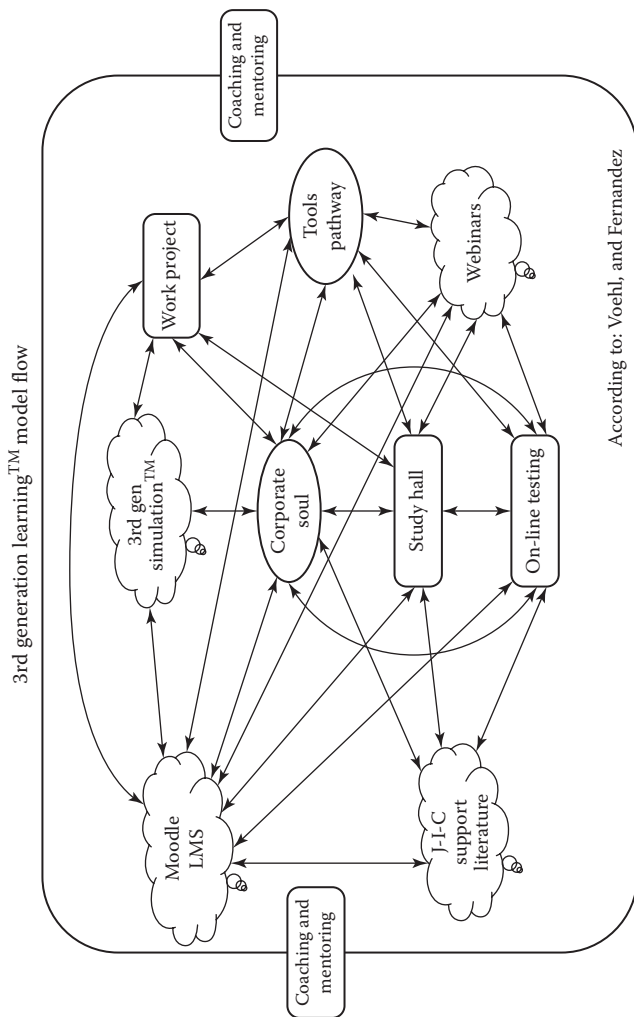 3rd generation learning™ model flow
Coaching and
mentoring
Coaching and
mentoring
Moodle
LMS
3rd gen
simulation™
Work project
Corporate
soul
Tools
pathway
J-I-C
support
literature
Study hall
Webinars
On-line testing
According to: Voehl, and Fernandez